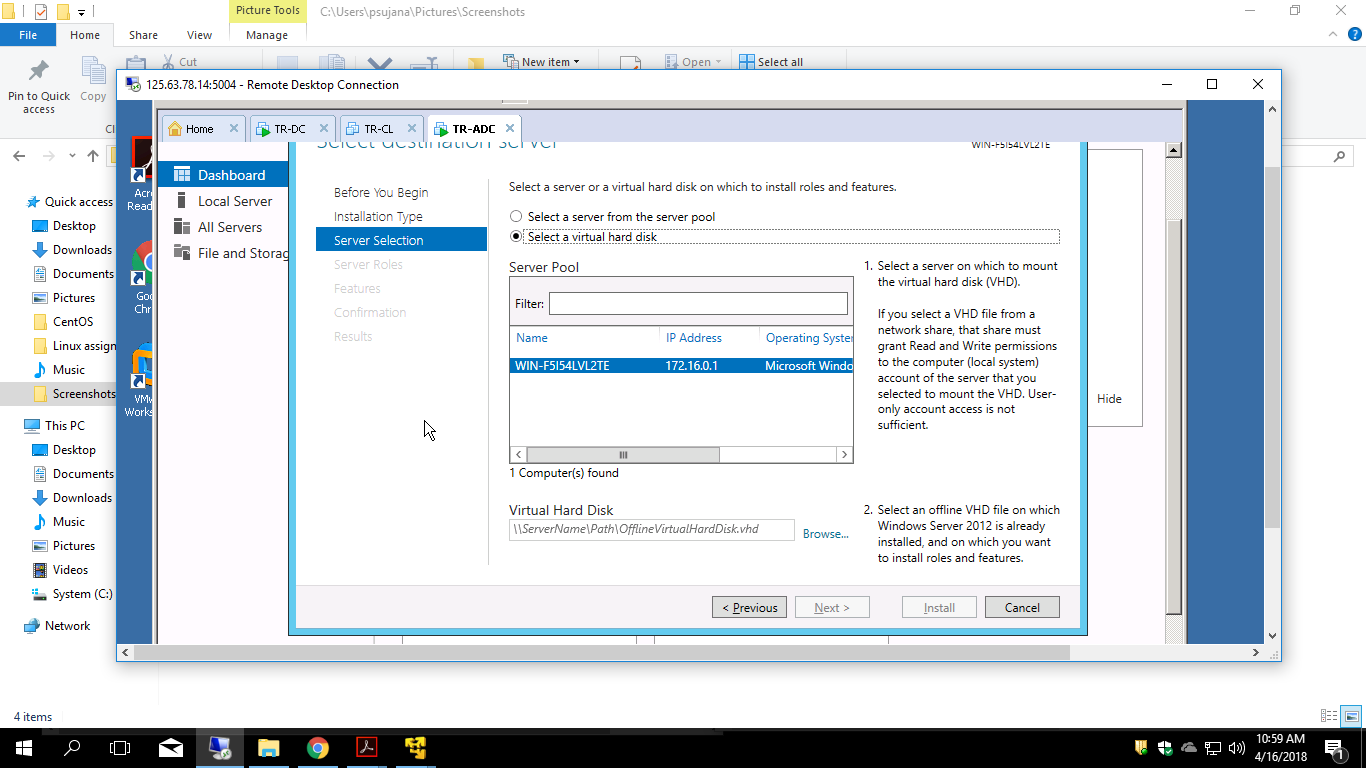 Picture Tools
C:\Users\psujana\Pictures\Screenshots
File
Home
Share
View
Manage
Pin to Quick
access
Copy
Cut
New item
Open
Select all
125.63.78.14:5004 - Remote Desktop Connection
Home
TR-DC
TR-CL
TR-ADC
Select destination server
WIN-F5I54LVL2TE
Dashboard
Local Server
All Servers
File and Storag
Before You Begin
Installation Type
Server Selection
Server Roles
Features
Confirmation
Results
Select a server or a virtual hard disk on which to install roles and features.
Select a server from the server pool
Select a virtual hard disk
Server Pool
Filter:
Name
IP Address
Operating System
WIN-F5I54LVL2TE
172.16.0.1
Microsoft Windo
1 Computer(s) found
Virtual Hard Disk
\\ServerName\Path\OfflineVirtualHardDisk.vhd
Browse...
1. Select a server on which to mount
the virtual hard disk (VHD).
If you select a VHD file from a
network share, that share must
grant Read and Write permissions
to the computer (local system)
account of the server that you
selected to mount the VHD. User-
only account access is not
sufficient.
2. Select an offline VHD file on which
Windows Server 2012 is already
installed, and on which you want
to install roles and features.
Hide
< Previous
Next >
Install
Cancel
Acro
Read
Goo
Chr
VMw
Works
Quick access
Desktop
Downloads
Documents
Pictures
CentOS
Linux assign
Music
Screenshots
This PC
Desktop
Documents
Downloads
Music
Pictures
Videos
System (C:)
Network
4 items
10:59 AM
4/16/2018
1